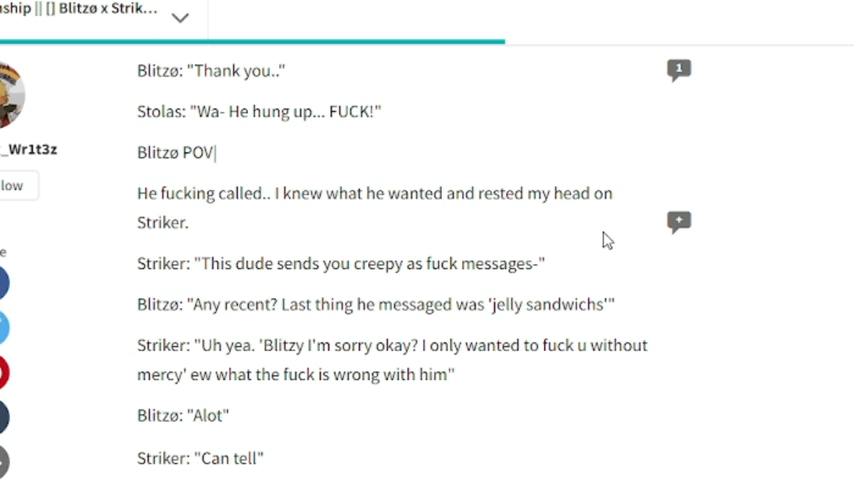 ship || [] Blitzø x Strik...
Blitzø: "Thank you.."
1
Stolas: "Wa- He hung up... FUCK!"
_Wr1t3z
Blitzø POV
low
He fucking called.. I knew what he wanted and rested my head on
Striker.
+
e
Striker: "This dude sends you creepy as fuck messages-"
Blitzø: "Any recent? Last thing he messaged was 'jelly sandwichs'"
Striker: "Uh yea. 'Blitzy I'm sorry okay? I only wanted to fuck u without
mercy' ew what the fuck is wrong with him"
Blitzø: "Alot"
Striker: "Can tell"